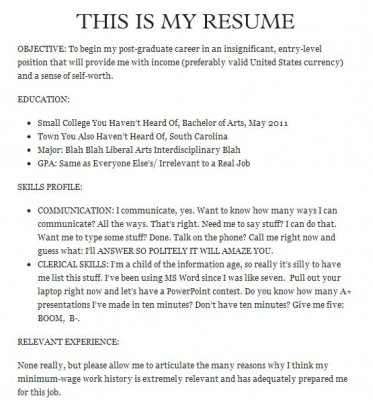 THIS IS MY RESUME
OBJECTIVE: To begin my post-graduate career in an insignificant, entry-level
position that will provide me with income (preferably valid United States currency)
and a sense of self-worth.
EDUCATION:
• Small College You Haven't Heard Of, Bachelor of Arts, May 2011
• Town You Also Haven't Heard Of, South Carolina
• Major: Blah Blah Liberal Arts Interdisciplinary Blah
• GPA: Same as Everyone Else's/ Irrelevant to a Real Job
SKILLS PROFILE:
• COMMUNICATION: I communicate, yes. Want to know how many ways I can
communicate? All the ways. That's right. Need me to say stuff? I can do that.
Want me to type some stuff? Done. Talk on the phone? Call me right now and
guess what: I'll ANSWER SO POLITELY IT WILL AMAZE YOU.
• CLERICAL SKILLS: I'm a child of the information age, so really it's silly to have
me list this stuff. I've been using MS Word since I was like seven. Pull out your
laptop right now and let's have a PowerPoint contest. Do you know how many A+
presentations I've made in ten minutes? Don't have ten minutes? Give me five:
BOOM, B-.
RELEVANT EXPERIENCE:
None really, but please allow me to articulate the many reasons why I think my
minimum-wage work history is extremely relevant and has adequately prepared me
for this job.